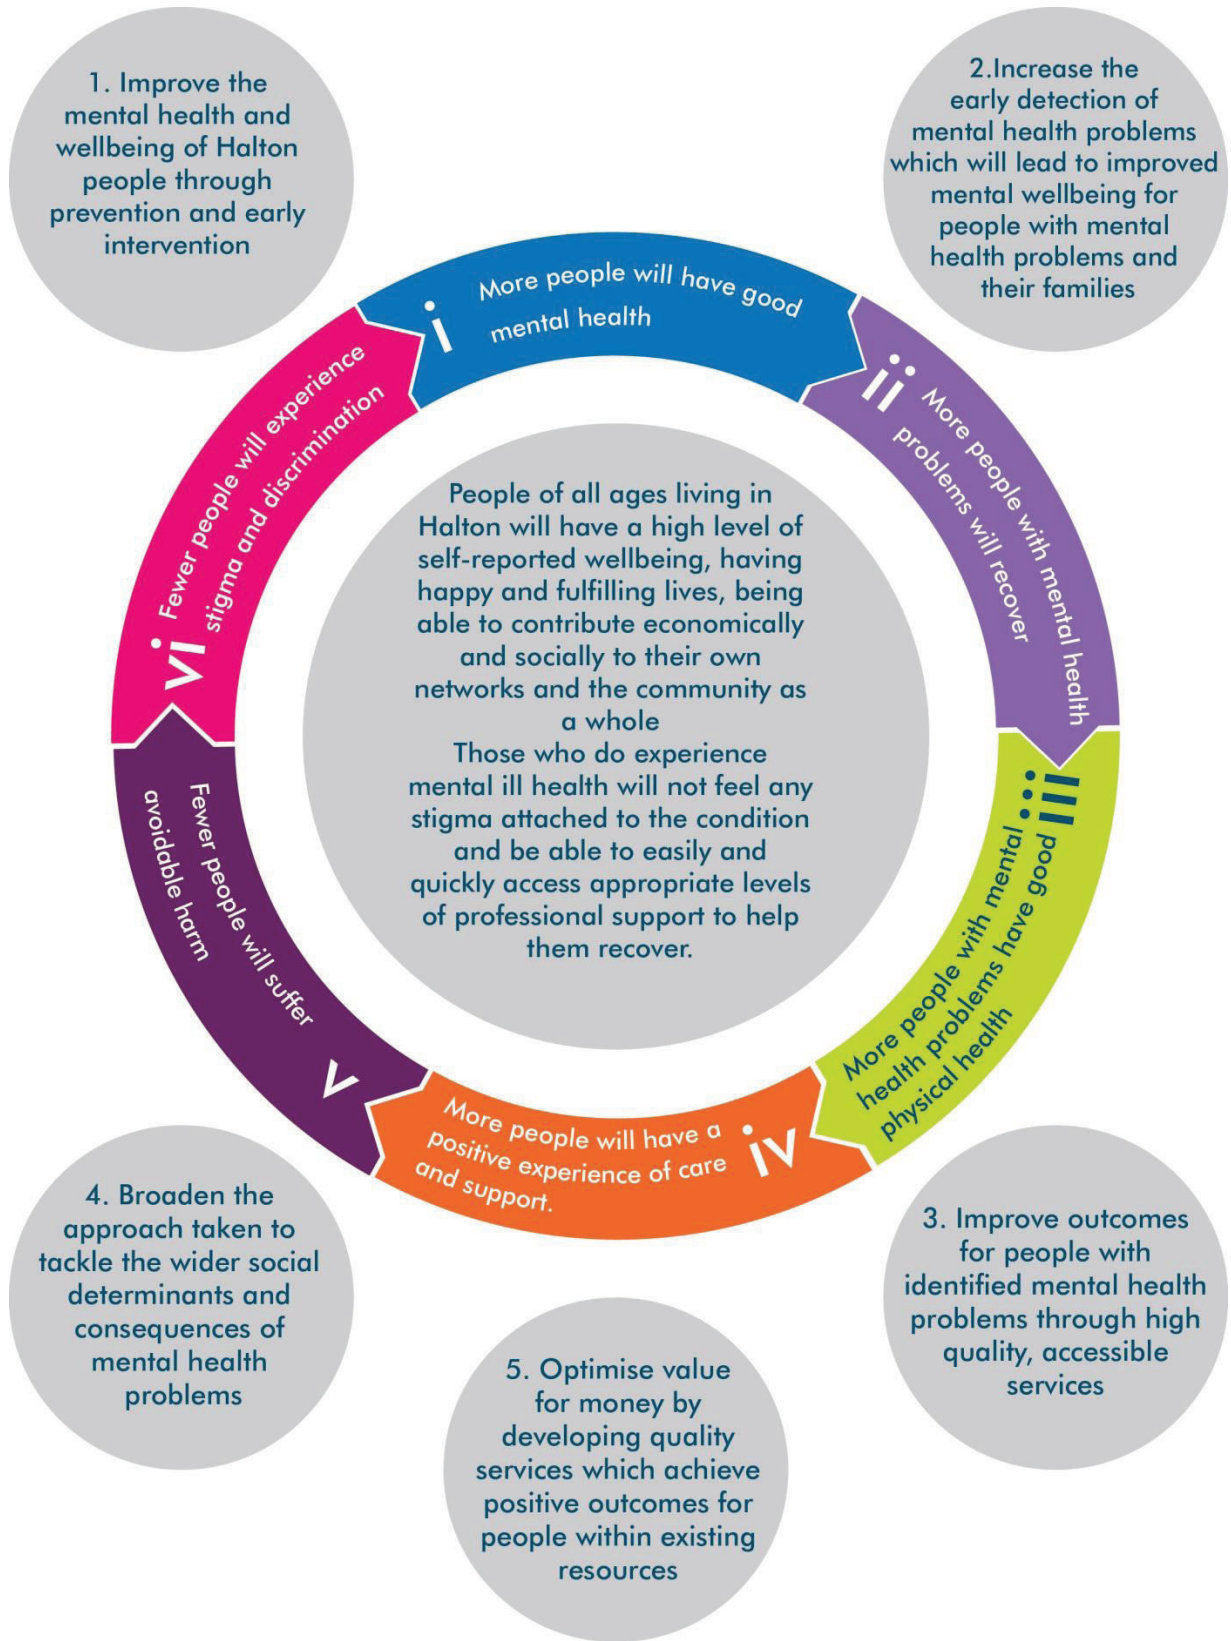 1. Improve the
mental health and
wellbeing of Halton
people through
prevention and early
intervention
2.Increase the
early detection of
mental health problems
which will lead to improved
mental wellbeing for
people with mental
health problems and
their families
i
More people will have good
mental health
ii
More people with mental health
problems will recover
iii
More people with mental
health problems have good
physical health
iv
More people will have a
positive experience of care
and support.
v
Fewer people will suffer
avoidable harm
vi
Fewer people will experience
stigma and discrimination
People of all ages living in
Halton will have a high level of
self-reported wellbeing, having
happy and fulfilling lives, being
able to contribute economically
and socially to their own
networks and the community as
a whole
Those who do experience
mental ill health will not feel any
stigma attached to the condition
and be able to easily and
quickly access appropriate levels
of professional support to help
them recover.
4. Broaden the
approach taken to
tackle the wider social
determinants and
consequences of
mental health
problems
3. Improve outcomes
for people with
identified mental health
problems through high
quality, accessible
services
5. Optimise value
for money by
developing quality
services which achieve
positive outcomes for
people within existing
resources